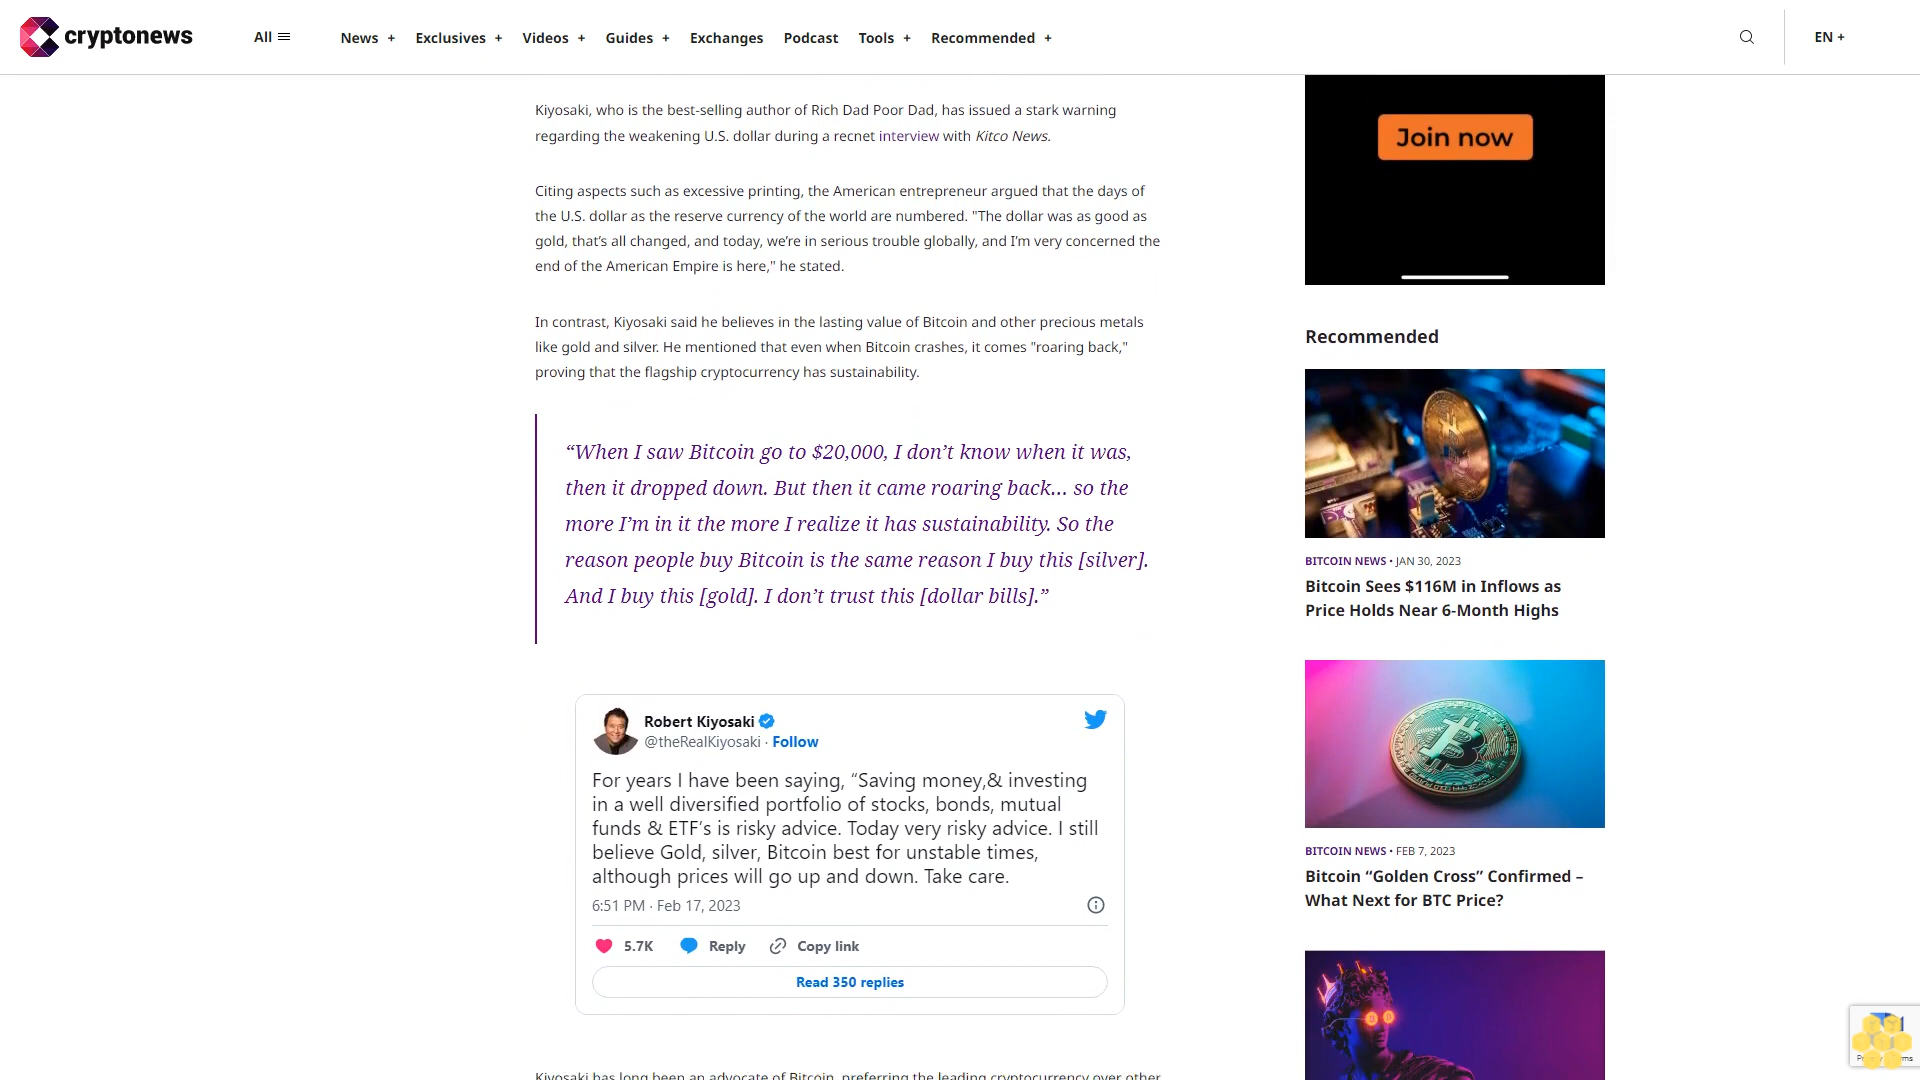 cryptonews
All
News +
Exclusives +
Videos +
Guides +
Exchanges
Podcast
Tools +
Recommended +
EN +
Kiyosaki, who is the best-selling author of Rich Dad Poor Dad, has issued a stark warning
regarding the weakening U.S. dollar during a recnet interview with Kitco News.
Citing aspects such as excessive printing, the American entrepreneur argued that the days of
the U.S. dollar as the reserve currency of the world are numbered. "The dollar was as good as
gold, that’s all changed, and today, we’re in serious trouble globally, and I’m very concerned the
end of the American Empire is here," he stated.
In contrast, Kiyosaki said he believes in the lasting value of Bitcoin and other precious metals
like gold and silver. He mentioned that even when Bitcoin crashes, it comes "roaring back,"
proving that the flagship cryptocurrency has sustainability.
“When I saw Bitcoin go to $20,000, I don’t know when it was,
then it dropped down. But then it came roaring back… so the
more I’m in it the more I realize it has sustainability. So the
reason people buy Bitcoin is the same reason I buy this [silver].
And I buy this [gold]. I don’t trust this [dollar bills].”
Robert Kiyosaki
@theRealKiyosaki · Follow
For years I have been saying, “Saving money,& investing
in a well diversified portfolio of stocks, bonds, mutual
funds & ETF’s is risky advice. Today very risky advice. I still
believe Gold, silver, Bitcoin best for unstable times,
although prices will go up and down. Take care.
6:51 PM · Feb 17, 2023
5.7K
Reply
Copy link
Read 350 replies
Kiyosaki has long been an advocate of Bitcoin, preferring the leading cryptocurrency over other
Join now
Recommended
BITCOIN NEWS • JAN 30, 2023
Bitcoin Sees $116M in Inflows as
Price Holds Near 6-Month Highs
BITCOIN NEWS • FEB 7, 2023
Bitcoin “Golden Cross” Confirmed –
What Next for BTC Price?